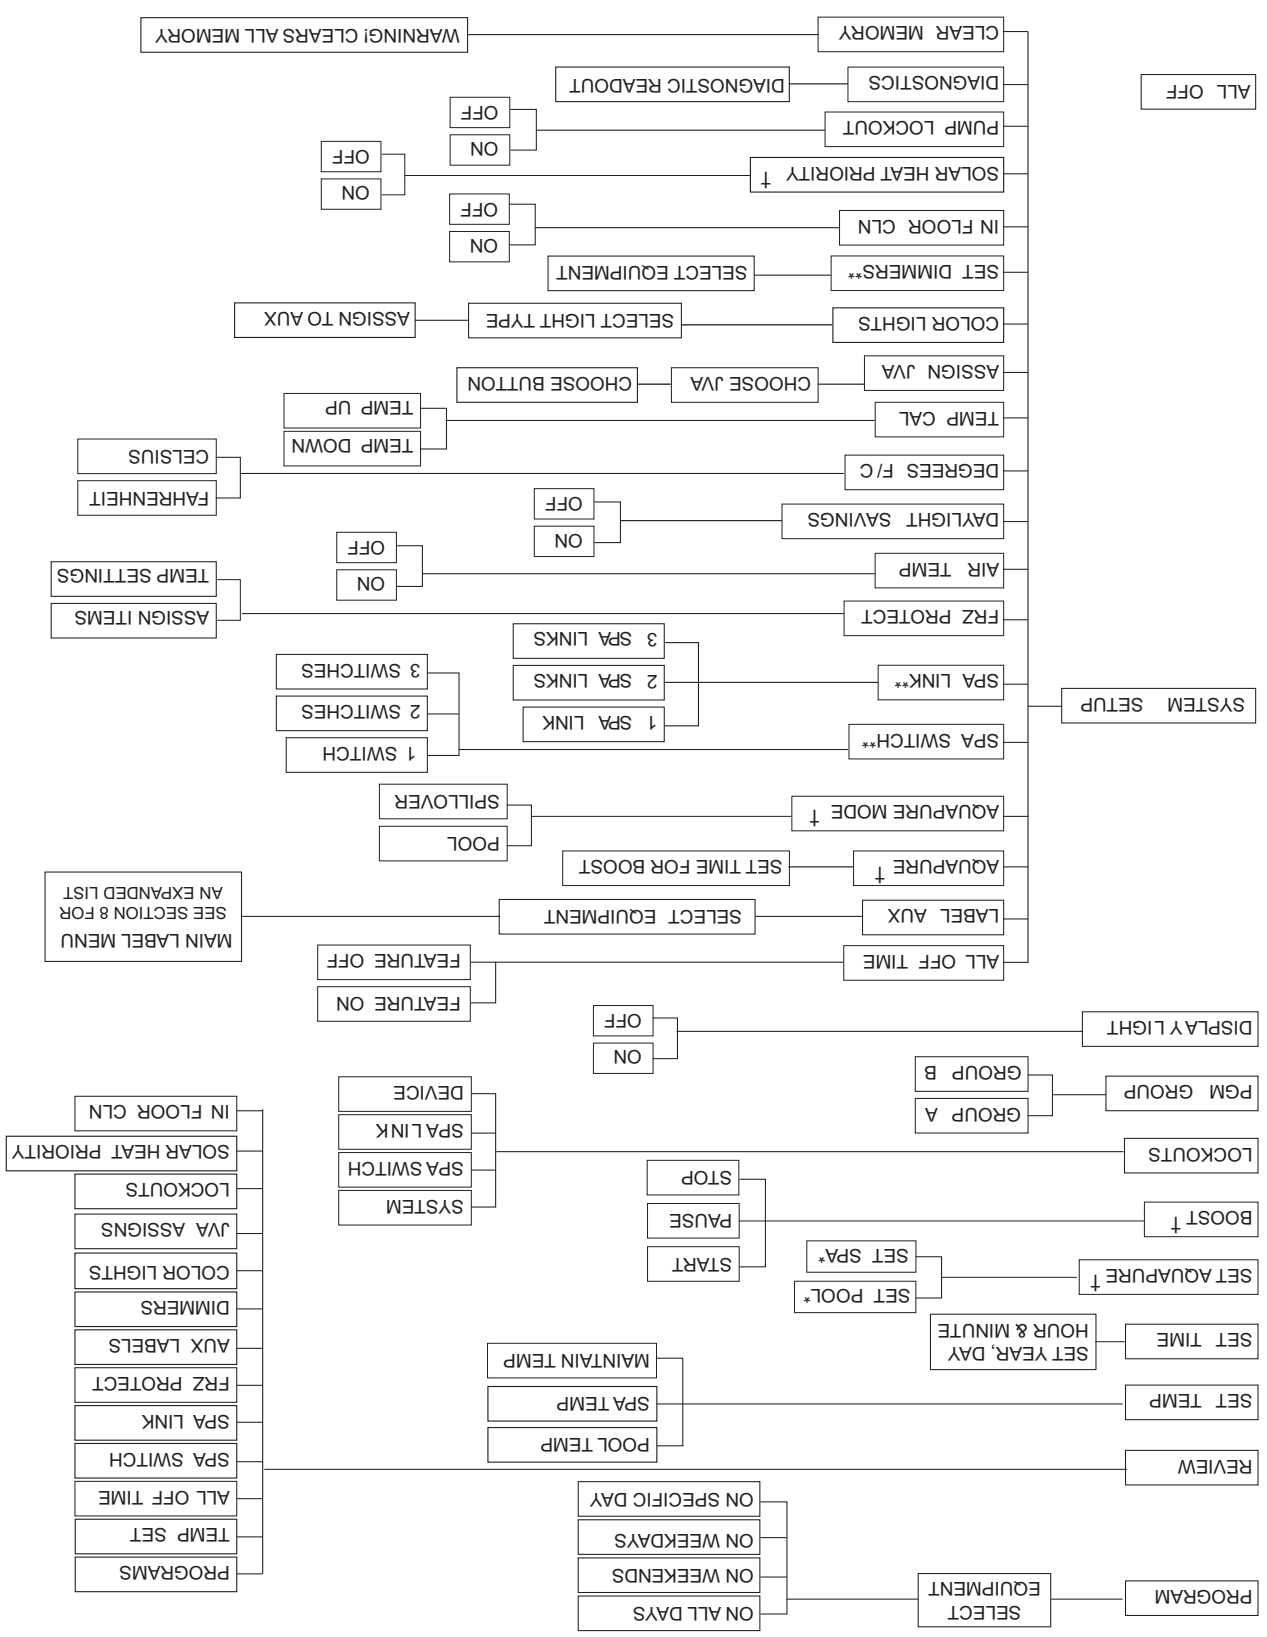 PROGRAM
SELECT
EQUIPMENT
ON ALL DAYS
ON WEEKENDS
ON WEEKDAYS
ON SPECIFIC DAY
REVIEW
PROGRAMS
TEMP SET
ALL OFF TIME
SPA SWITCH
SPA LINK
FRZ PROTECT
AUX LABELS
DIMMERS
COLOR LIGHTS
JVA ASSIGNS
LOCKOUTS
SOLAR HEAT PRIORITY
IN FLOOR CLN
SET TEMP
POOL TEMP
SPA TEMP
MAINTAIN TEMP
SET TIME
SET YEAR, DAY
HOUR & MINUTE
SET AQUAPURE †
SET POOL*
SET SPA*
BOOST †
START
PAUSE
STOP
LOCKOUTS
SYSTEM
SPA SWITCH
SPA LINK
DEVICE
PGM GROUP
GROUP A
GROUP B
DISPLAY LIGHT
ON
OFF
SYSTEM SETUP
ALL OFF TIME
FEATURE ON
FEATURE OFF
LABEL AUX
SELECT EQUIPMENT
MAIN LABEL MENU
SEE SECTION 8 FOR
AN EXPANDED LIST
AQUAPURE †
SET TIME FOR BOOST
AQUAPURE MODE †
POOL
SPILLOVER
SPA SWITCH**
1 SWITCH
2 SWITCHES
3 SWITCHES
SPA LINK**
1 SPA LINK
2 SPA LINKS
3 SPA LINKS
FRZ PROTECT
ASSIGN ITEMS
TEMP SETTINGS
AIR TEMP
ON
OFF
DAYLIGHT SAVINGS
ON
OFF
DEGREES F/C
FAHRENHEIT
CELSIUS
TEMP CAL
TEMP DOWN
TEMP UP
ASSIGN JVA
CHOOSE JVA
CHOOSE BUTTON
COLOR LIGHTS
SELECT LIGHT TYPE
ASSIGN TO AUX
SET DIMMERS**
SELECT EQUIPMENT
IN FLOOR CLN
ON
OFF
SOLAR HEAT PRIORITY †
ON
OFF
PUMP LOCKOUT
ON
OFF
DIAGNOSTICS
DIAGNOSTIC READOUT
CLEAR MEMORY
WARNING! CLEARS ALL MEMORY
ALL OFF